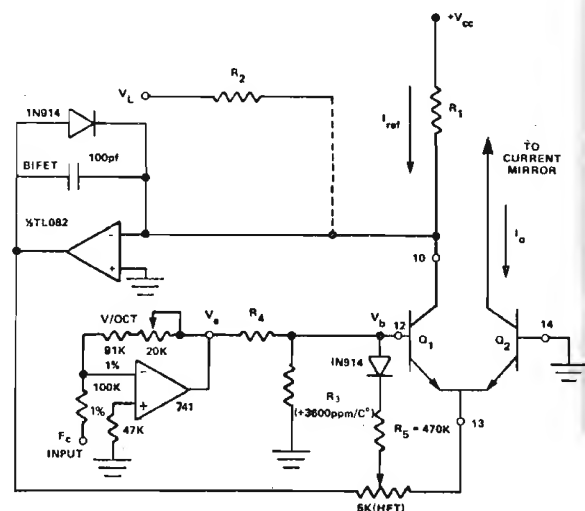 +Vcc
VL
R2
1N914
Iref
R1
BIFET
100pf
TO
CURRENT
MIRROR
½TL082
-
+
10
Io
V/OCT
Va
R4
Vb
12
Q1
Q2
14
91K
20K
1%
100K
-
1%
+
741
1N914
R3
(+3600ppm/C°)
47K
Fc
INPUT
R5 = 470K
13
5K(HFT)